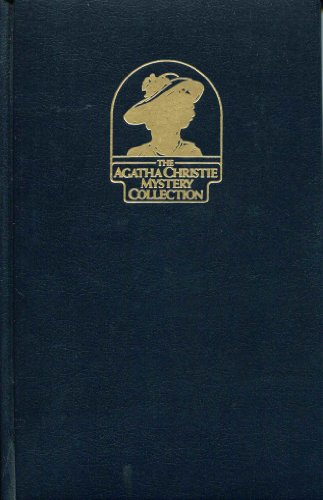 THE
AGATHA CHRISTIE
MYSTERY
COLLECTION